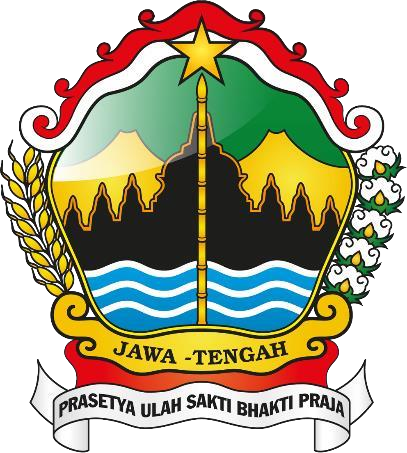 JAWA -TENGAH
PRASETYA ULAH SAKTI BHAKTI PRAJA